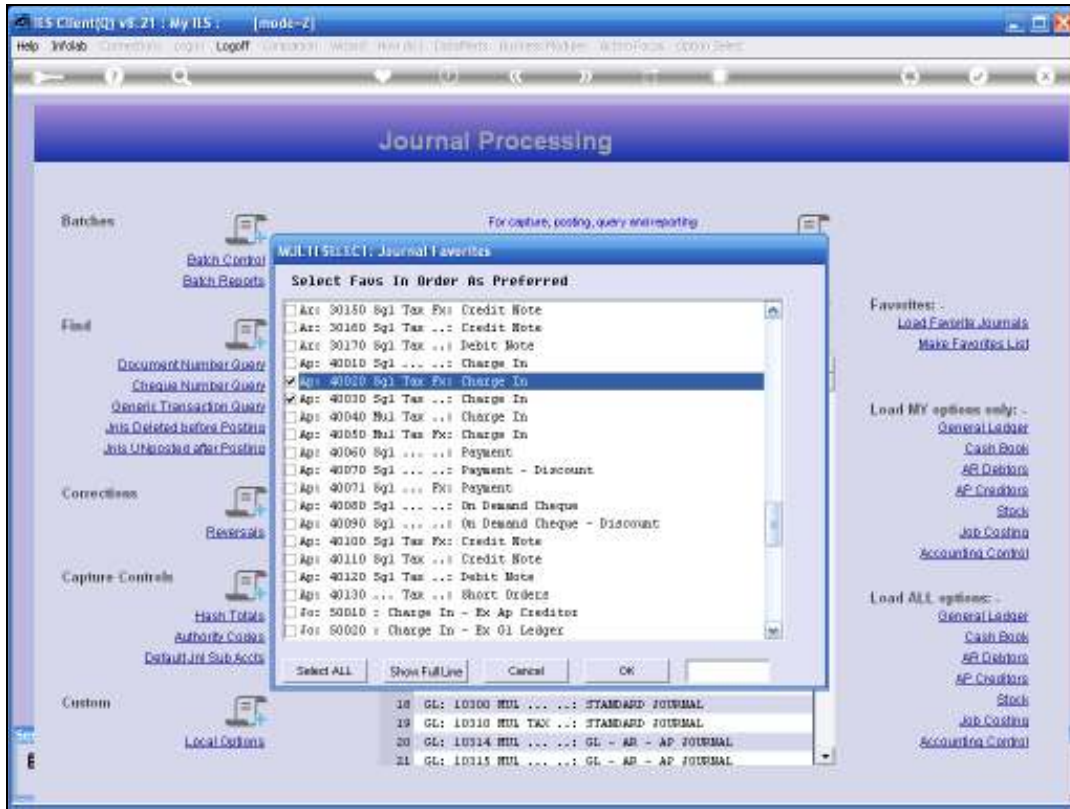 IES Client(Q) v8.21 : My IES : [mode=Z]
Help Infolab Logoff
Journal Processing
Batches
For capture, posting, query and reporting
Batch Control
Batch Reports
Find
Document Number Query
Cheque Number Query
Generic Transaction Query
Jnls Deleted before Posting
Jnls UNposted after Posting
Corrections
Reversals
Capture Controls
Hash Totals
Authority Codes
Default Jnl Sub Accts
Custom
Local Options
MULTI SELECT: Journal Favorites
Select Favs In Order As Preferred
Ar: 30150 Sgl Tax Fx: Credit Note
Ar: 30160 Sgl Tax ..: Credit Note
Ar: 30170 Sgl Tax ..: Debit Note
Ap: 40010 Sgl ... ..: Charge In
Ap: 40020 Sgl Tax Fx: Charge In
Ap: 40030 Sgl Tax ..: Charge In
Ap: 40040 Mul Tax ..: Charge In
Ap: 40050 Mul Tax Fx: Charge In
Ap: 40060 Sgl ... ..: Payment
Ap: 40070 Sgl ... ..: Payment - Discount
Ap: 40071 Sgl ... Fx: Payment
Ap: 40080 Sgl ... ..: On Demand Cheque
Ap: 40090 Sgl ... ..: On Demand Cheque - Discount
Ap: 40100 Sgl Tax Fx: Credit Note
Ap: 40110 Sgl Tax ..: Credit Note
Ap: 40120 Sgl Tax ..: Debit Note
Ap: 40130 ... Tax ..: Short Orders
Jo: 50010 : Charge In - Ex Ap Creditor
Jo: 50020 : Charge In - Ex Gl Ledger
Select ALL Show Full Line Cancel OK
18 GL: 10300 MUL ... ..: STANDARD JOURNAL
19 GL: 10310 MUL TAX ..: STANDARD JOURNAL
20 GL: 10314 MUL ... ..: GL - AR - AP JOURNAL
21 GL: 10315 MUL ... ..: GL - AR - AP JOURNAL
Favorites: -
Load Favorite Journals
Make Favorites List
Load MY options only: -
General Ledger
Cash Book
AR Debtors
AP Creditors
Stock
Job Costing
Accounting Control
Load ALL options: -
General Ledger
Cash Book
AR Debtors
AP Creditors
Stock
Job Costing
Accounting Control